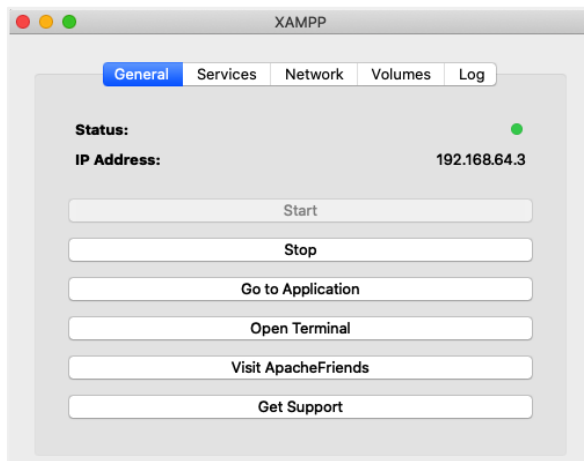 XAMPP
General Services Network Volumes Log
Status:
IP Address: 192.168.64.3
Start
Stop
Go to Application
Open Terminal
Visit ApacheFriends
Get Support